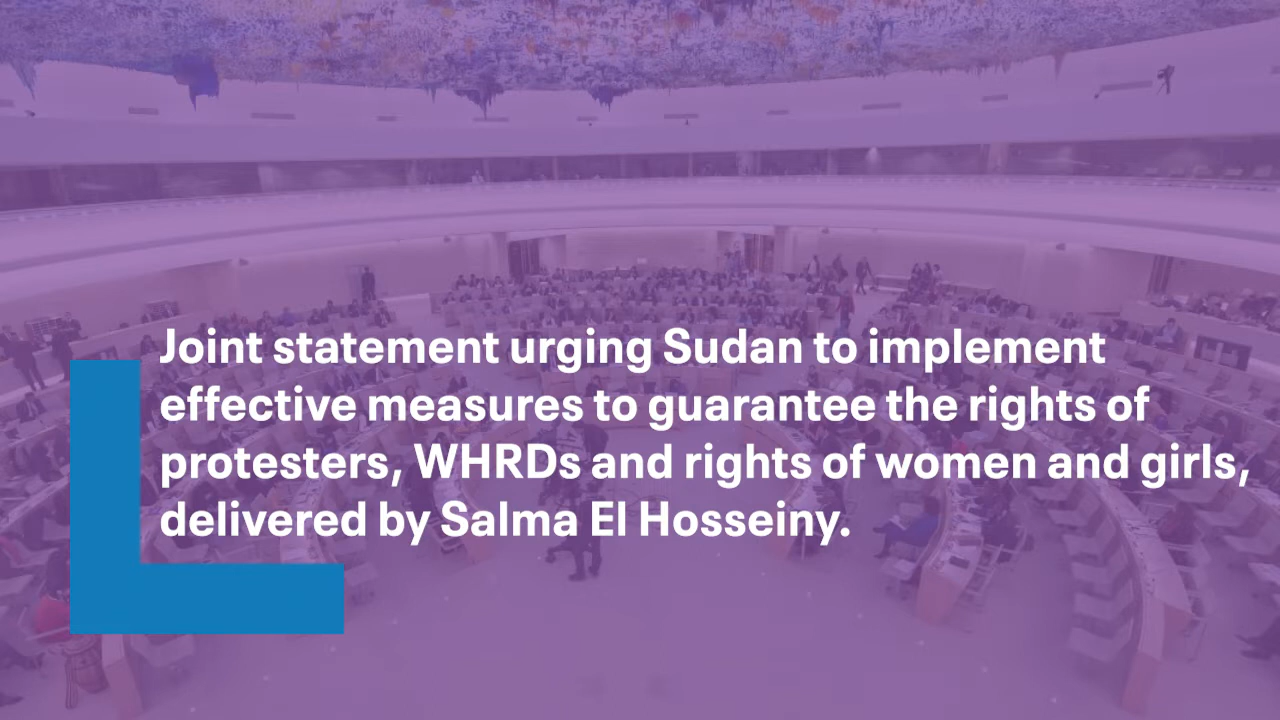 Joint statement urging Sudan to implement
effective measures to guarantee the rights of
protesters, WHRDs and rights of women and girls,
delivered by Salma El Hosseiny.